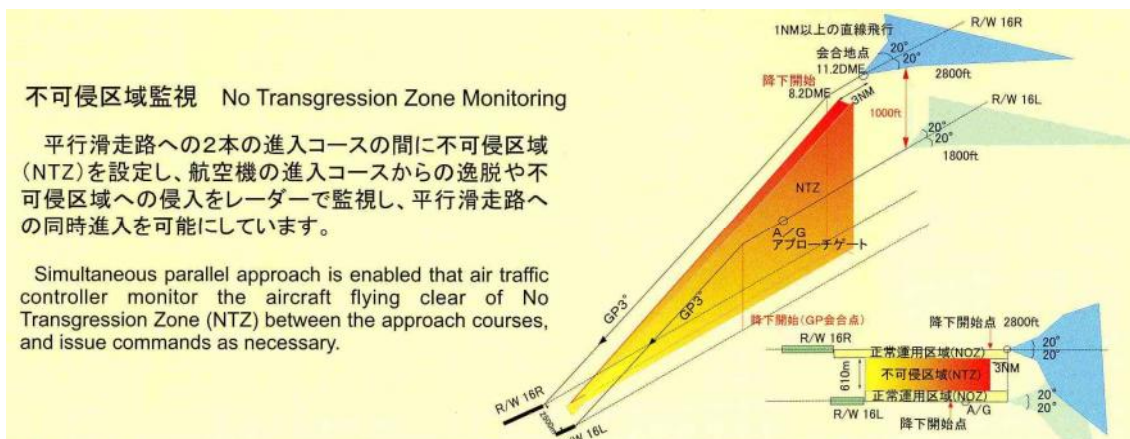 不可侵区域監視 No Transgression Zone Monitoring
平行滑走路への2本の進入コースの間に不可侵区域
(NTZ)を設定し、航空機の進入コースからの逸脱や不
可侵区域への侵入をレーダーで監視し、平行滑走路へ
の同時進入を可能にしています。
Simultaneous parallel approach is enabled that air traffic
controller monitor the aircraft flying clear of No
Transgression Zone (NTZ) between the approach courses,
and issue commands as necessary.
1NM以上の直線飛行
R/W 16R
会合地点
20°
20°
11.2DME
2800ft
降下開始
8.2DME
3NM
1000ft
R/W 16L
20°
20°
1800ft
NTZ
A/G
アプローチゲート
GP3°
GP3°
降下開始(GP会合点)
R/W 16R
2500m
R/W 16L
降下開始点 2800ft
R/W 16R
正常運用区域(NOZ)
20°
20°
3NM
610m
不可侵区域(NTZ)
正常運用区域(NOZ)
20°
20°
R/W 16L
A/G
降下開始点